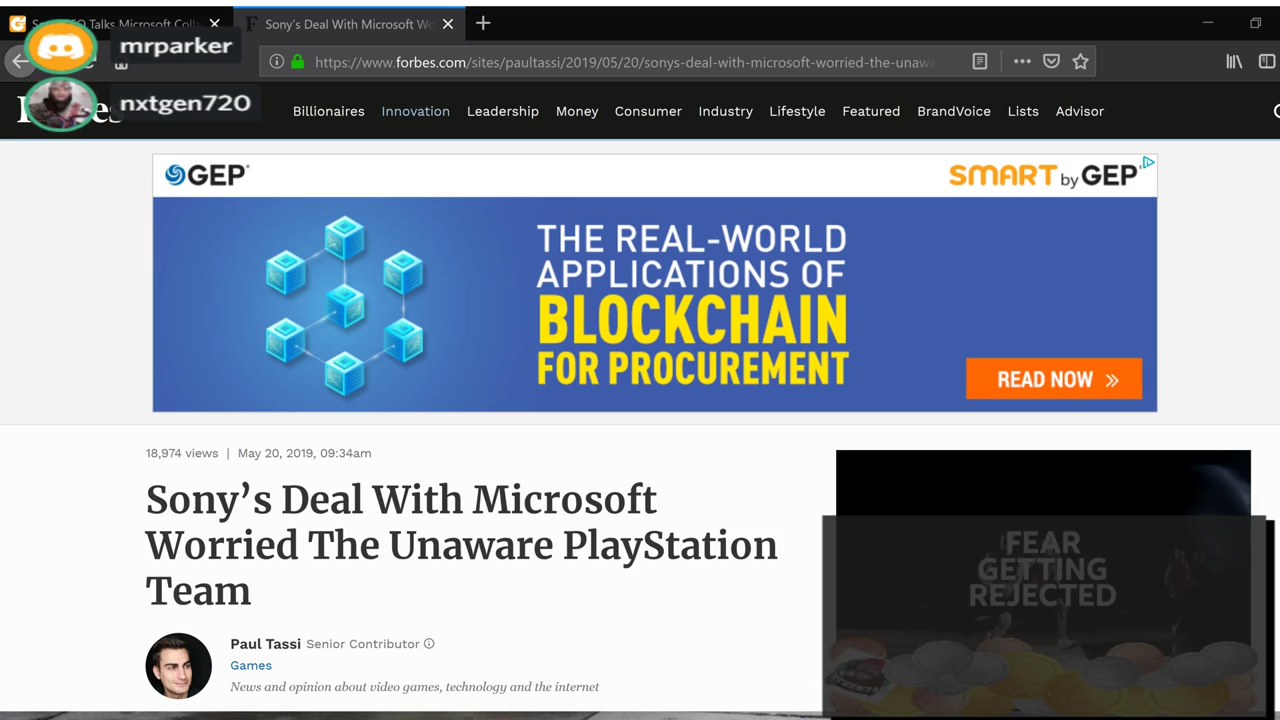 Sony's Deal With Microsoft Wo
mrparker
nxtgen720
https://www.forbes.com/sites/paultassi/2019/05/20/sonys-deal-with-microsoft-worried-the-unaw
Billionaires Innovation Leadership Money Consumer Industry Lifestyle Featured BrandVoice Lists Advisor
GEP
SMART by GEP
THE REAL-WORLD
APPLICATIONS OF
BLOCKCHAIN
FOR PROCUREMENT
READ NOW
18,974 views | May 20, 2019, 09:34am
Sony's Deal With Microsoft
Worried The Unaware PlayStation
Team
FEAR
GETTING
REJECTED
Paul Tassi Senior Contributor
Games
News and opinion about video games, technology and the internet